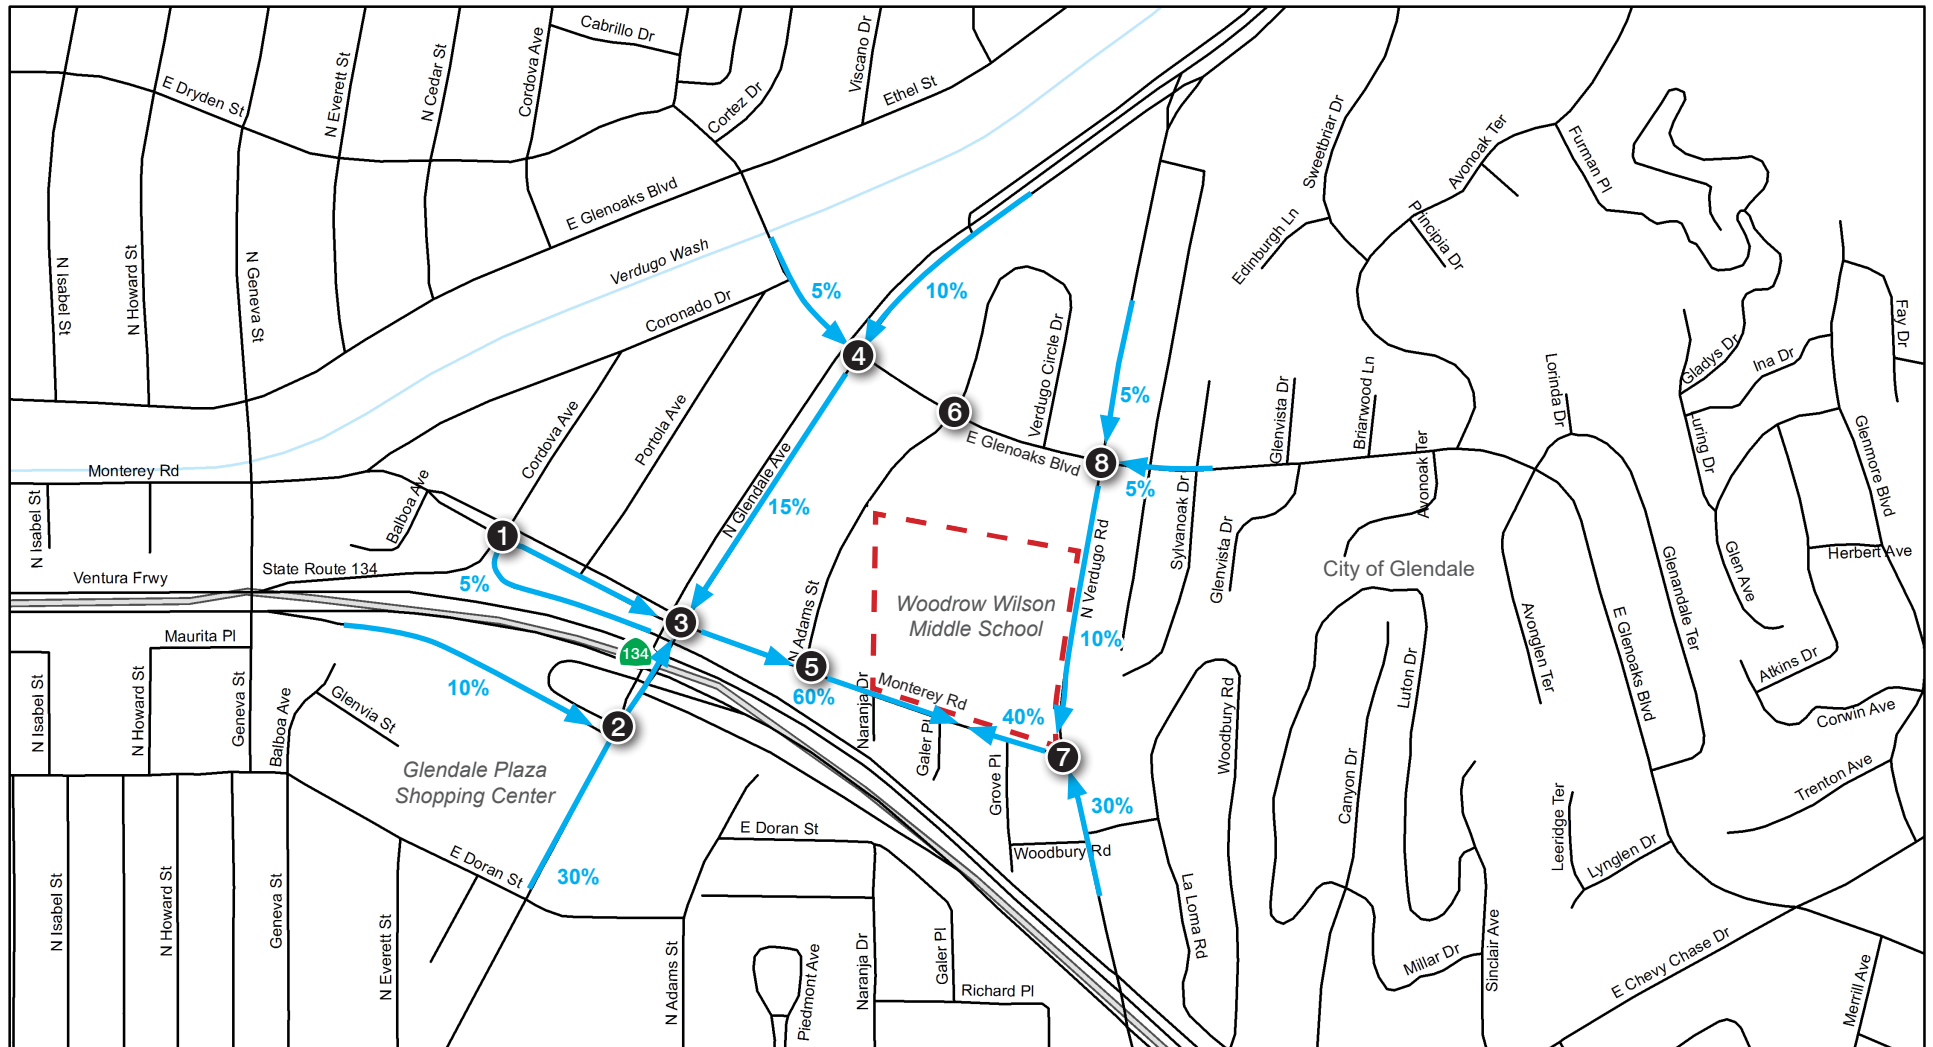 Cabrillo Dr
E Dryden St
N Everett St
N Cedar St
Cordova Ave
Viscano Dr
Cortez Dr
Ethel St
Sweetbriar Dr
Avonoak Ter
Furman Pl
E Glenoaks Blvd
Principia Dr
Edinburgh Ln
Verdugo Wash
N Isabel St
N Howard St
N Geneva St
Coronado Dr
5%
10%
4
Verdugo Circle Dr
Fay Dr
Gladys Dr
Ina Dr
Lorinda Dr
Briarwood Ln
Glenvista Dr
5%
6
E Glenoaks Blvd
8
5%
Cordova Ave
Portola Ave
Avonoak Ter
Turing Dr
Glenmore Blvd
Monterey Rd
N Isabel St
Balboa Ave
N Glendale Ave
15%
1
Sylvanoak Dr
Glenvista Dr
N Verdugo Rd
Herbert Ave
City of Glendale
Glen Ave
Glenandale Ter
State Route 134
Ventura Frwy
5%
Woodrow Wilson
Middle School
N Adams St
3
10%
Avonglen Ter
E Glenoaks Blvd
Maurita Pl
134
5
60%
Luton Dr
Atkins Dr
Corwin Ave
N Isabel St
N Howard St
Geneva St
Balboa Ave
Glenvia St
10%
2
Naranja Dr
Monterey Rd
Galer Pl
40%
7
Woodbury Rd
Glendale Plaza
Shopping Center
Grove Pl
30%
Canyon Dr
Trenton Ave
Leeridge Ter
Lynglen Dr
E Doran St
Woodbury Rd
E Doran St
30%
N Isabel St
N Howard St
Geneva St
N Everett St
La Loma Rd
N Adams St
Piedmont Ave
Naranja Dr
Galer Pl
Richard Pl
Millar Dr
Sinclair Ave
E Chevy Chase Dr
Merrill Ave